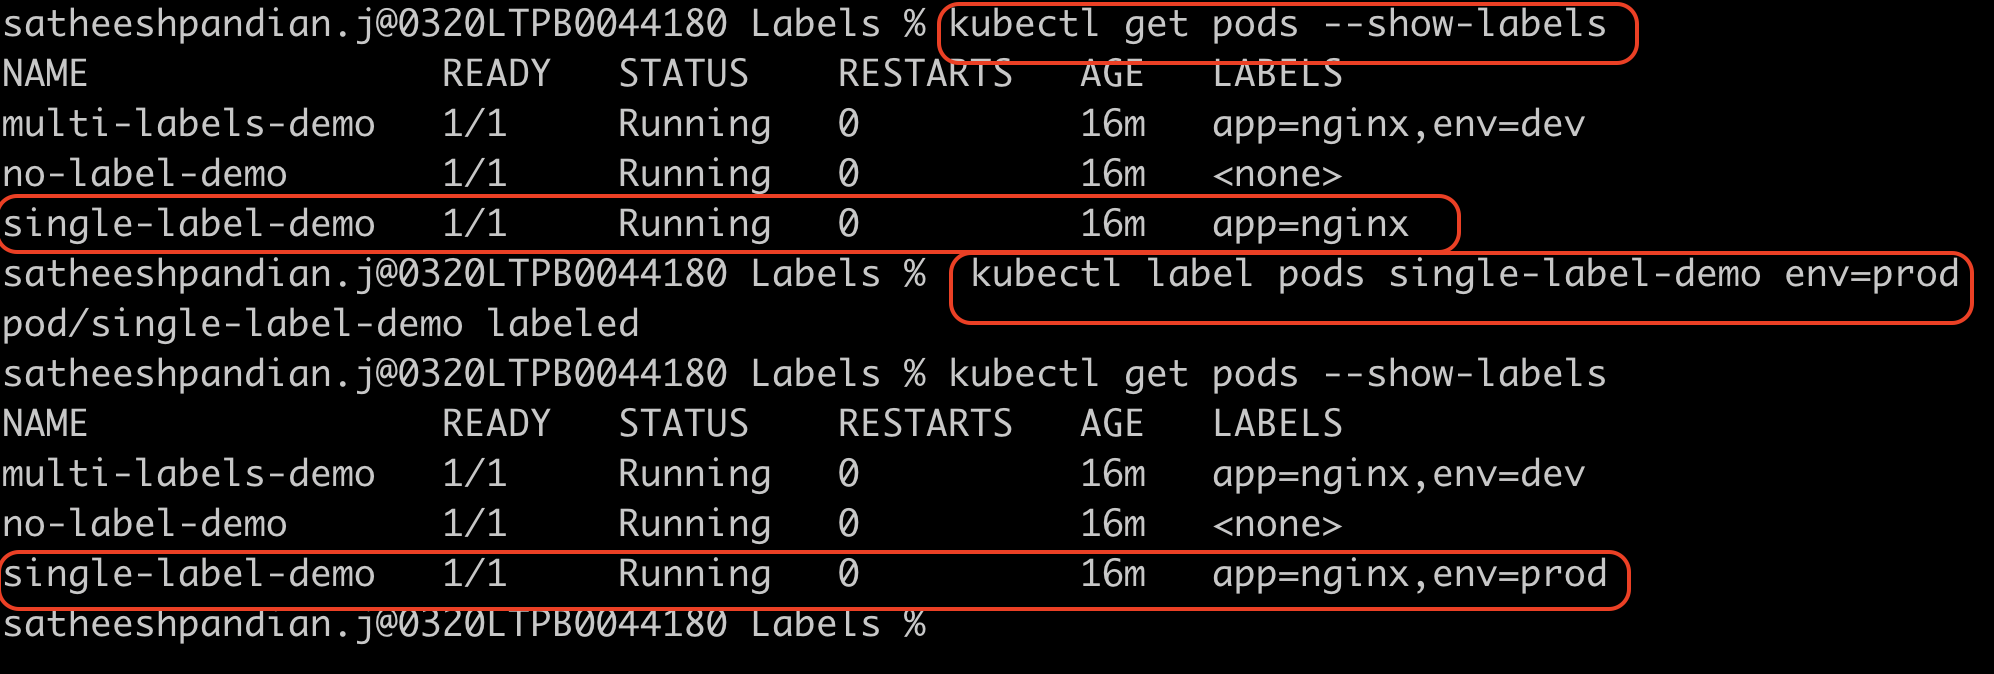 satheeshpandian.j@0320LTPB0044180 Labels % kubectl get pods --show-labels
NAME READY STATUS RESTARTS AGE LABELS
multi-labels-demo 1/1 Running 0 16m app=nginx,env=dev
no-label-demo 1/1 Running 0 16m <none>
single-label-demo 1/1 Running 0 16m app=nginx
satheeshpandian.j@0320LTPB0044180 Labels % kubectl label pods single-label-demo env=prod
pod/single-label-demo labeled
satheeshpandian.j@0320LTPB0044180 Labels % kubectl get pods --show-labels
NAME READY STATUS RESTARTS AGE LABELS
multi-labels-demo 1/1 Running 0 16m app=nginx,env=dev
no-label-demo 1/1 Running 0 16m <none>
single-label-demo 1/1 Running 0 16m app=nginx,env=prod
satheeshpandian.j@0320LTPB0044180 Labels %